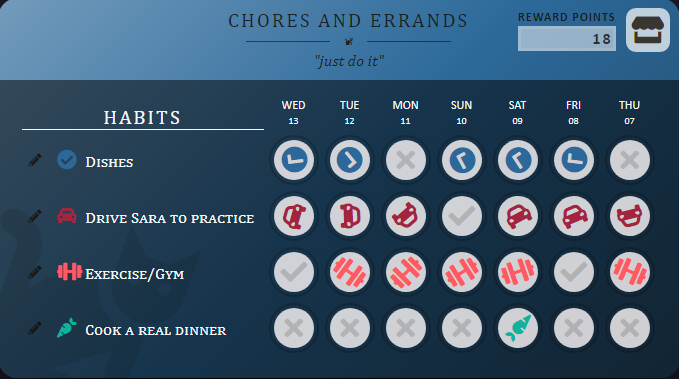 CHORES AND ERRANDS
REWARD POINTS
18
"just do it"
HABITS
WED TUE MON SUN SAT FRI THU
13 12 11 10 09 08 07
Dishes
Drive Sara to practice
Exercise/Gym
Cook a real dinner